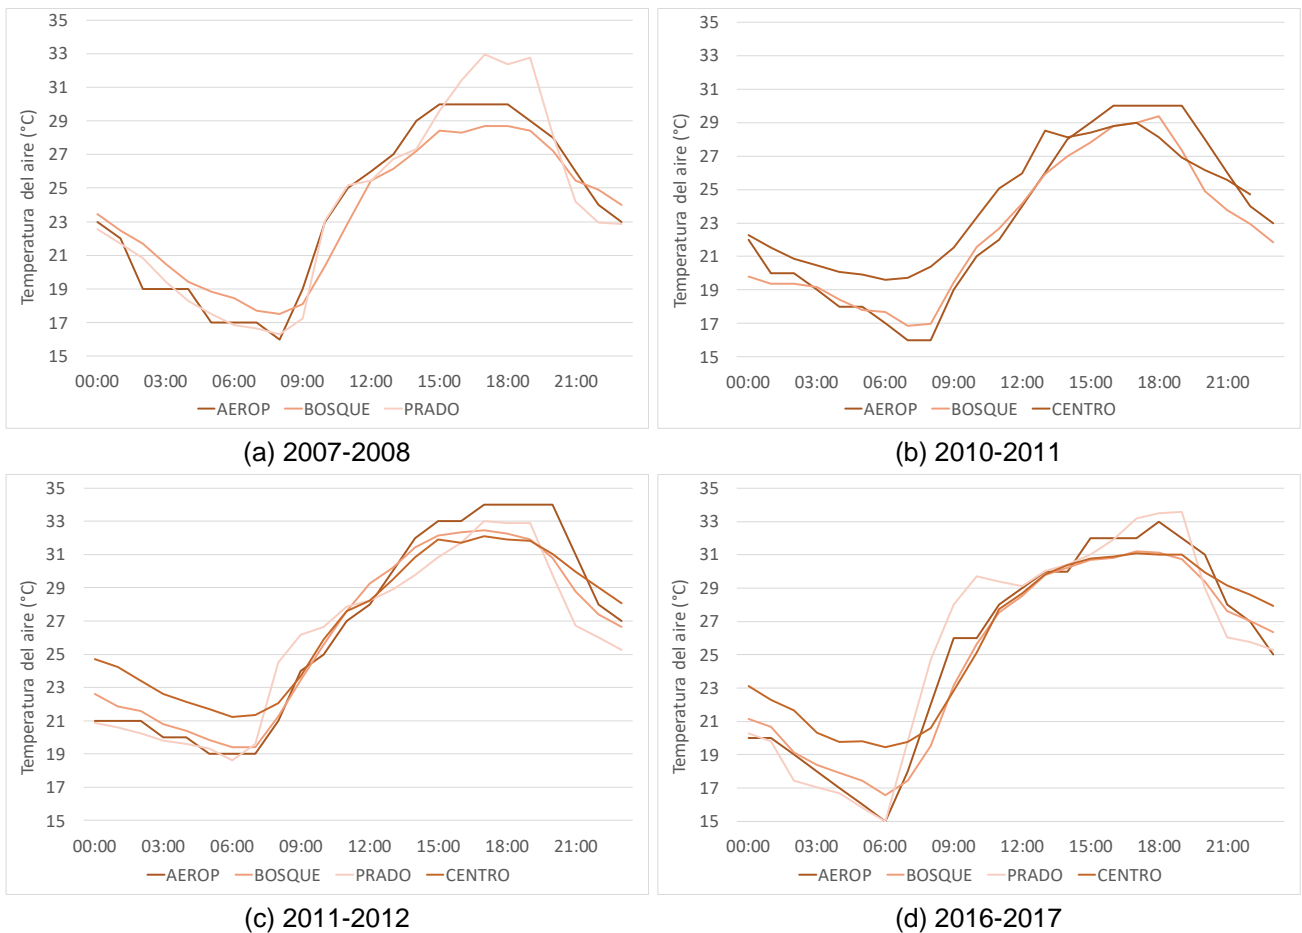 Temperatura del aire (°C)
35
33
31
29
27
25
23
21
19
17
15
00:00 03:00 06:00 09:00 12:00 15:00 18:00 21:00
AEROP BOSQUE PRADO
(a) 2007-2008
Temperatura del aire (°C)
35
33
31
29
27
25
23
21
19
17
15
00:00 03:00 06:00 09:00 12:00 15:00 18:00 21:00
AEROP BOSQUE CENTRO
(b) 2010-2011
Temperatura del aire (°C)
35
33
31
29
27
25
23
21
19
17
15
00:00 03:00 06:00 09:00 12:00 15:00 18:00 21:00
AEROP BOSQUE PRADO CENTRO
(c) 2011-2012
Temperatura del aire (°C)
35
33
31
29
27
25
23
21
19
17
15
00:00 03:00 06:00 09:00 12:00 15:00 18:00 21:00
AEROP BOSQUE PRADO CENTRO
(d) 2016-2017